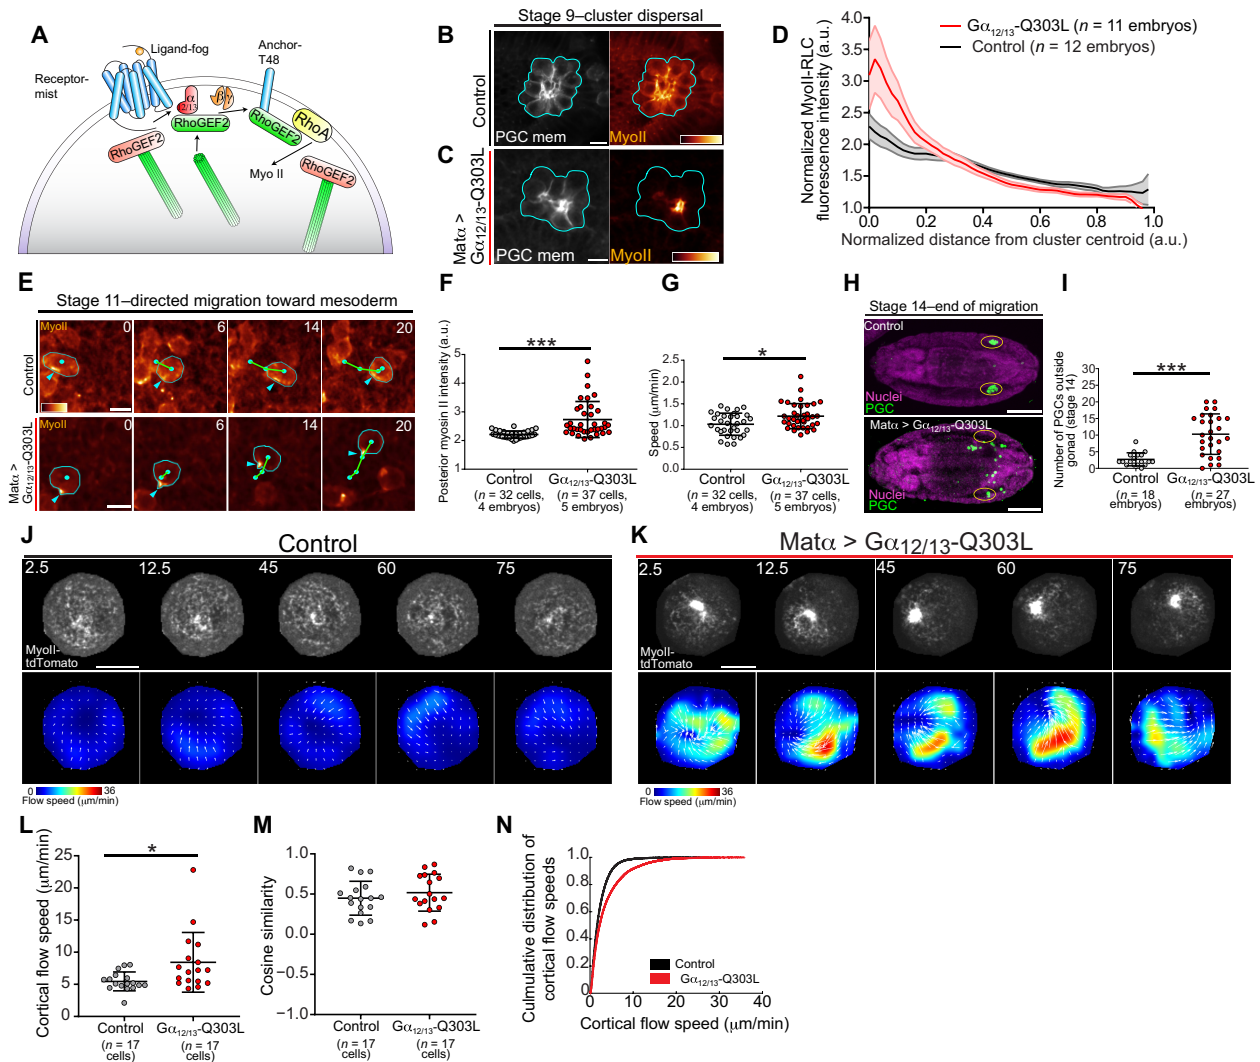 A
Ligand-fog
Anchor-
T48
Receptor-
mist
α
12/13
β
γ
RhoGEF2
RhoGEF2
RhoGEF2
RhoA
RhoGEF2
Myo II
Stage 9–cluster dispersal
B
Control
PGC mem
MyoII
C
Matα >
Gα12/13-Q303L
PGC mem
MyoII
D
Gα12/13-Q303L (n = 11 embryos)
Control (n = 12 embryos)
Normalized MyoII-RLC
fluorescence intensity (a.u.)
4.0
3.5
3.0
2.5
2.0
1.5
1.0
0.0
0.2
0.4
0.6
0.8
1.0
Normalized distance from cluster centroid (a.u.)
E
Stage 11–directed migration toward mesoderm
Control
MyoII
0
6
14
20
Matα >
Gα12/13-Q303L
MyoII
0
6
14
20
F
***
Posterior myosin II intensity (a.u.)
5
4
3
2
1
Control
(n = 32 cells,
4 embryos)
Gα12/13-Q303L
(n = 37 cells,
5 embryos)
G
*
Speed (μm/min)
2.5
2.0
1.5
1.0
0.5
0.0
Control
(n = 32 cells,
4 embryos)
Gα12/13-Q303L
(n = 37 cells,
5 embryos)
H
Stage 14–end of migration
Control
Nuclei
PGC
Matα > Gα12/13-Q303L
Nuclei
PGC
I
***
Number of PGCs outside
gonad (stage 14)
30
25
20
15
10
5
0
Control
(n = 18
embryos)
Gα12/13-Q303L
(n = 27
embryos)
J
Control
2.5
12.5
45
60
75
MyoII-
tdTomato
0
36
Flow speed (μm/min)
K
Matα > Gα12/13-Q303L
2.5
12.5
45
60
75
MyoII-
tdTomato
0
36
Flow speed (μm/min)
L
*
Cortical flow speed (μm/min)
25
20
15
10
5
0
Control
(n = 17
cells)
Gα12/13-Q303L
(n = 17
cells)
M
Cosine similarity
1.0
0.5
0.0
−0.5
−1.0
Control
(n = 17
cells)
Gα12/13-Q303L
(n = 17
cells)
N
Culmulative distribution of
cortical flow speeds
1.0
0.8
0.6
0.4
0.2
0
Control
Gα12/13-Q303L
0
10
20
30
40
Cortical flow speed (μm/min)